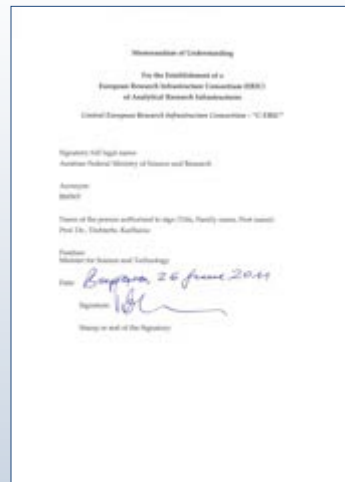 Memorandum of Understanding
For the Establishment of a
European Research Infrastructure Consortium (ERIC)
of Analytical Research Infrastructures
Central European Research Infrastructure Consortium - "C-ERIC"
Signatory full legal name:
Austrian Federal Ministry of Science and Research
Acronym:
Name of the person authorised to sign (Title, Family name, First name):
Prof. Dr.,
Position:
Minister for Science and Technology
Date: 26 June 2011
Signature:
Stamp or seal of the Signatory